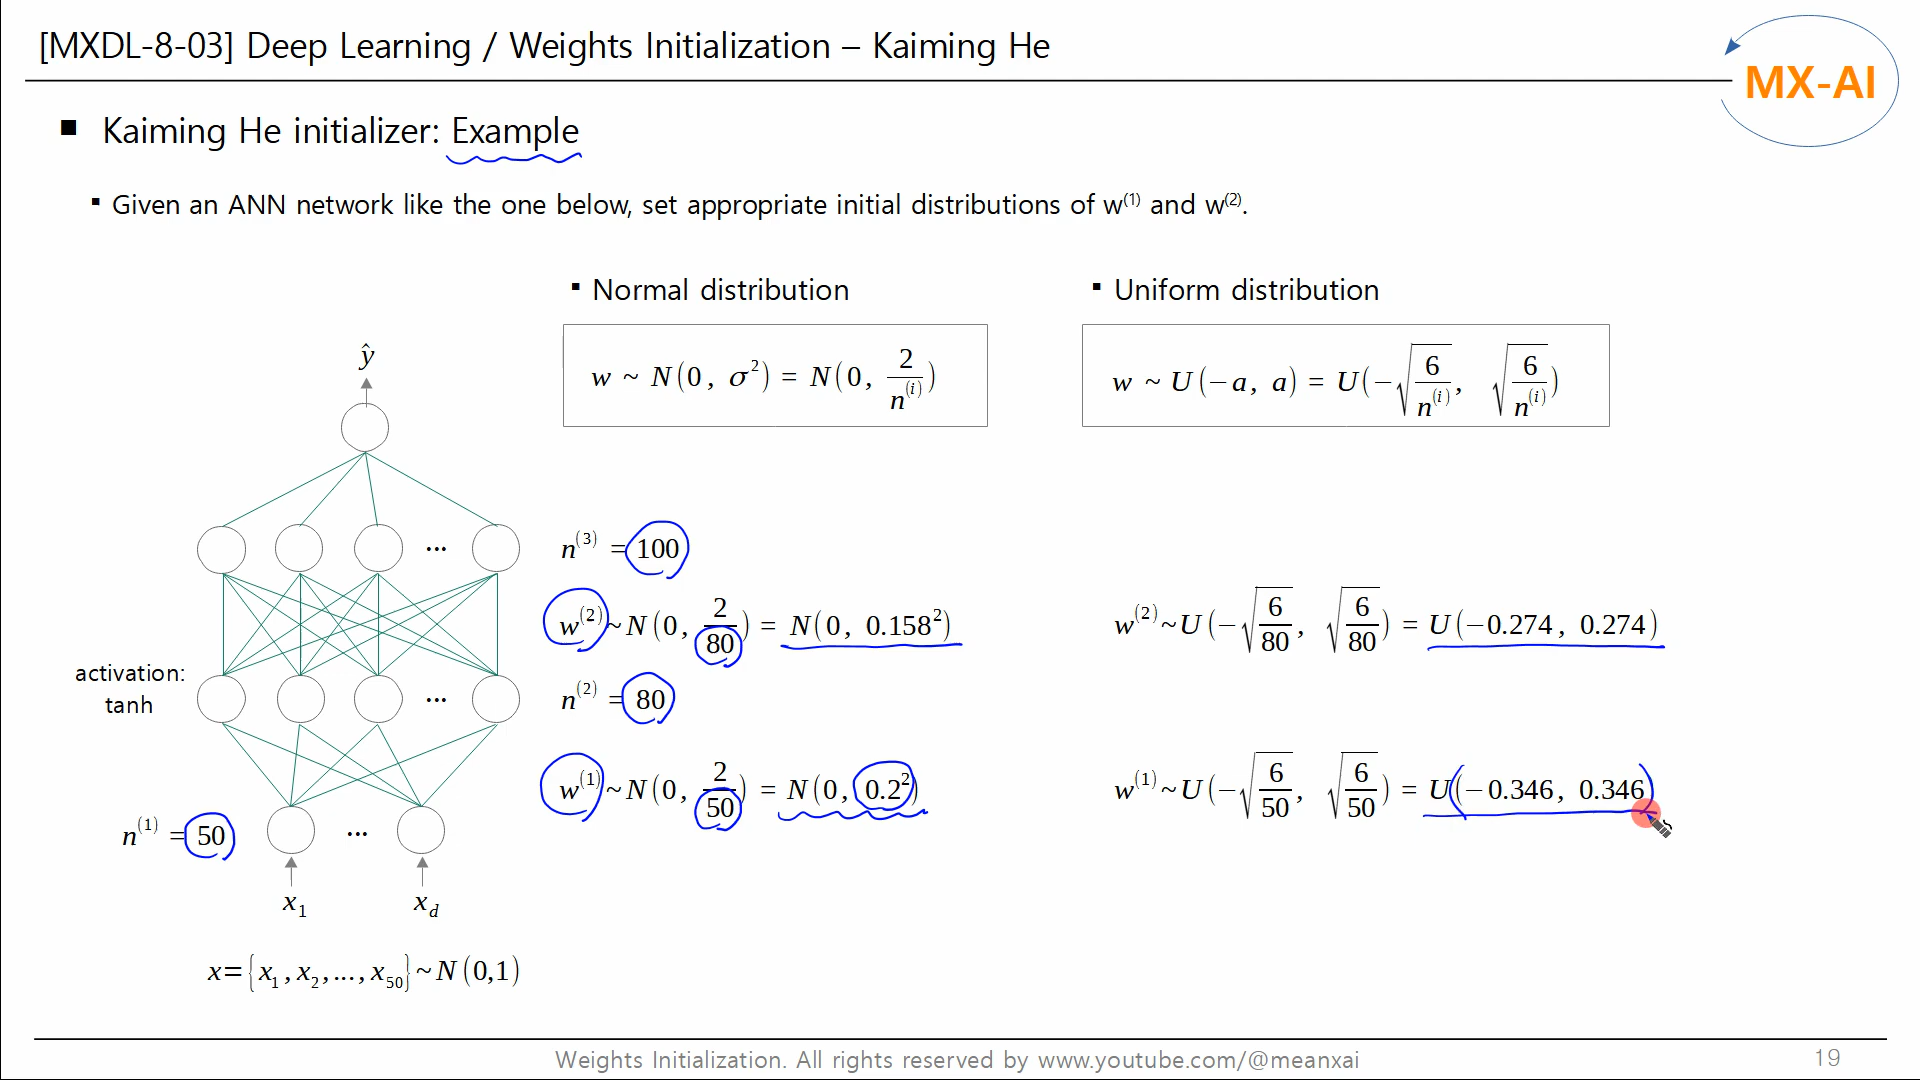 [MXDL-8-03] Deep Learning / Weights Initialization – Kaiming He
MX-AI
■ Kaiming He initializer: Example
▪ Given an ANN network like the one below, set appropriate initial distributions of w⁽¹⁾ and w⁽²⁾.
▪ Normal distribution
w ~ N(0, σ²) = N(0, 2/n⁽ⁱ⁾)
▪ Uniform distribution
w ~ U(−a, a) = U(−√(6/n⁽ⁱ⁾), √(6/n⁽ⁱ⁾))
ŷ
...
n⁽³⁾ = 100
w⁽²⁾~N(0, 2/80) = N(0, 0.158²)
w⁽²⁾~U(−√(6/80), √(6/80)) = U(−0.274, 0.274)
activation:
tanh
...
n⁽²⁾ = 80
w⁽¹⁾~N(0, 2/50) = N(0, 0.2²)
w⁽¹⁾~U(−√(6/50), √(6/50)) = U(−0.346, 0.346)
n⁽¹⁾ = 50
...
x₁ x_d
x={x₁,x₂,...,x₅₀}~N(0,1)
Weights Initialization. All rights reserved by www.youtube.com/@meanxai
19